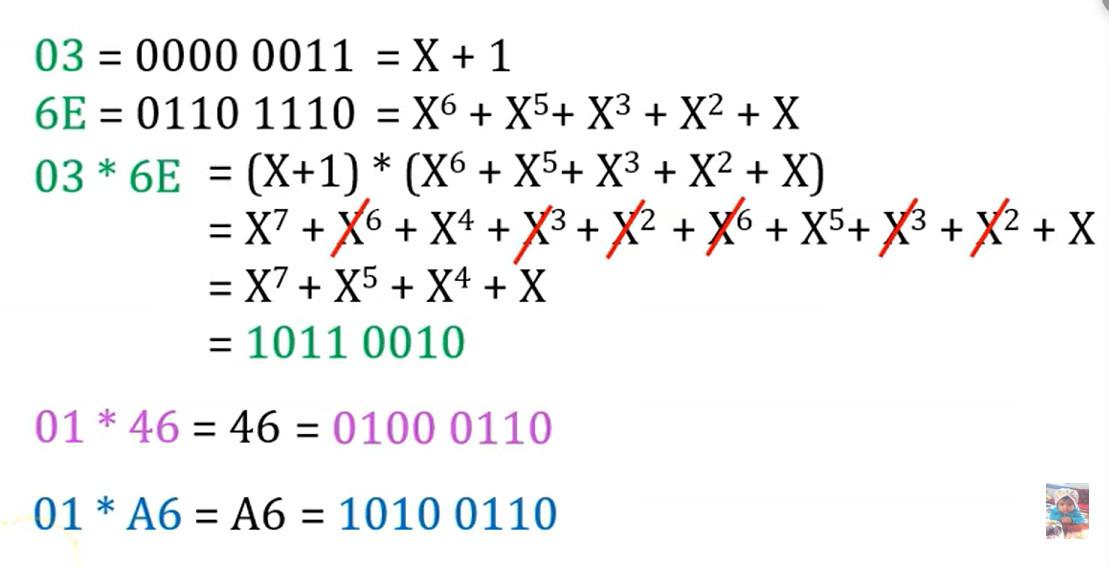 03 = 0000 0011 = X + 1
6E = 0110 1110 = X⁶ + X⁵+ X³ + X² + X
03 * 6E = (X+1) * (X⁶ + X⁵+ X³ + X² + X)
= X⁷ + X⁶ + X⁴ + X³ + X² + X⁶ + X⁵+ X³ + X² + X
= X⁷ + X⁵ + X⁴ + X
= 1011 0010
01 * 46 = 46 = 0100 0110
01 * A6 = A6 = 1010 0110